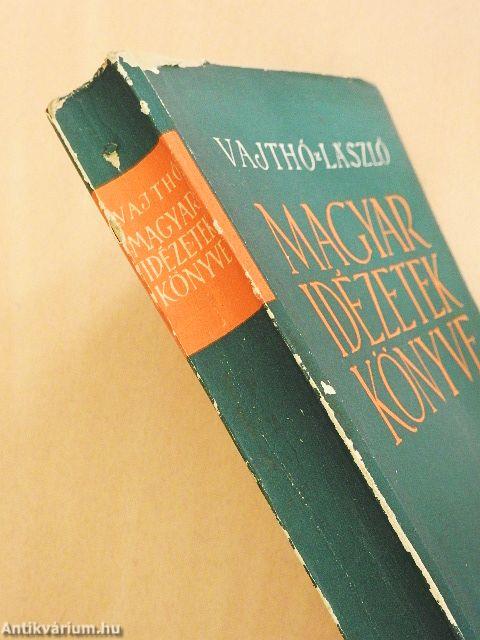 VAJTHÓ LÁSZLÓ
MAGYAR
IDÉZETEK
KÖNYVE
VAJTHÓ
MAGYAR
IDÉZETEK
KÖNYVE
Antikvárium.hu